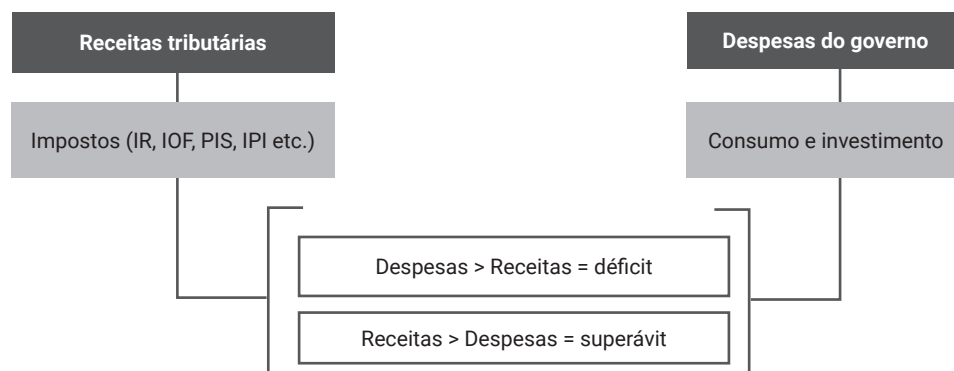 Receitas tributárias
Despesas do governo
Impostos (IR, IOF, PIS, IPI etc.)
Consumo e investimento
Despesas > Receitas = déficit
Receitas > Despesas = superávit